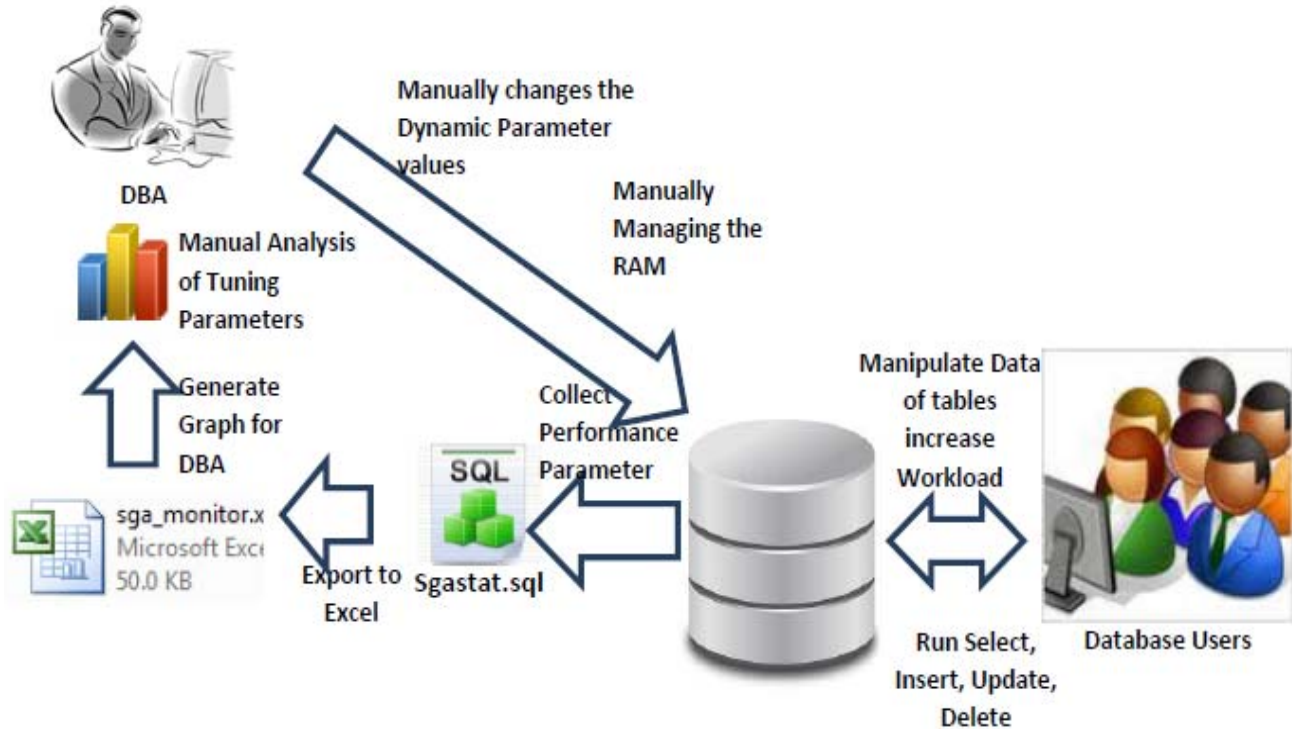 Manually changes the
Dynamic Parameter
values
DBA
Manually
Managing the
RAM
Manual Analysis
of Tuning
Parameters
Generate
Graph for
DBA
Collect
Performance
Parameter
Manipulate Data
of tables
increase
Workload
SQL
sga_monitor.x
Microsoft Exce
50.0 KB
Export to
Excel
Sgastat.sql
Run Select,
Insert, Update,
Delete
Database Users